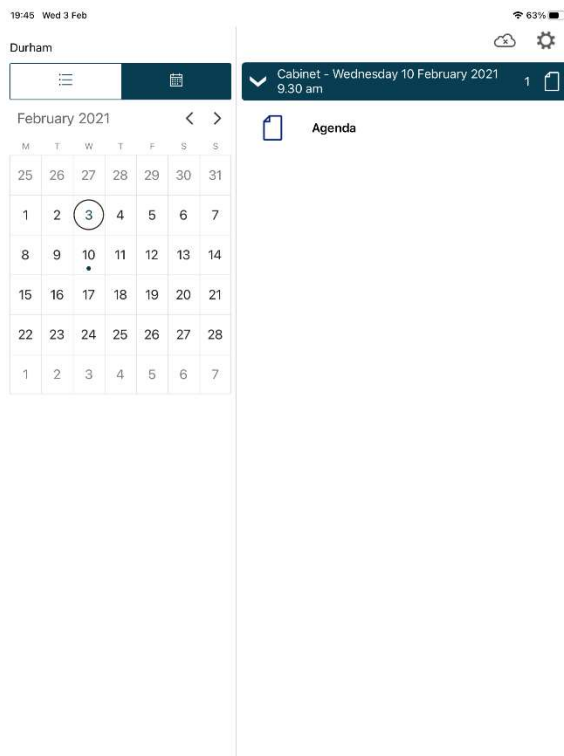 19:45 Wed 3 Feb
63%
Durham
February 2021
M T W T F S S
25 26 27 28 29 30 31
1 2 3 4 5 6 7
8 9 10 11 12 13 14
15 16 17 18 19 20 21
22 23 24 25 26 27 28
1 2 3 4 5 6 7
Cabinet - Wednesday 10 February 2021
9.30 am
1
Agenda